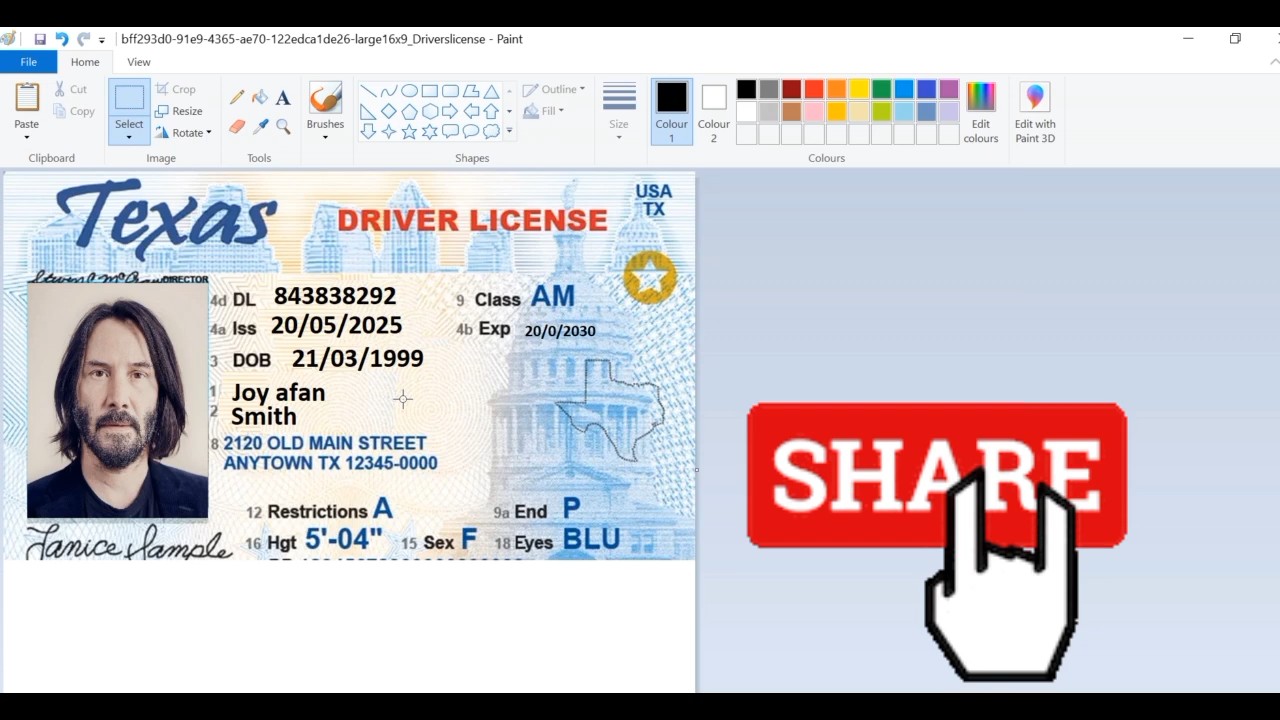 bff293d0-91e9-4365-ae70-122edca1de26-large16x9_Driverslicense - Paint
File Home View
Paste
Cut
Copy
Clipboard
Select
Crop
Resize
Rotate
Image
A
Tools
Brushes
Outline
Fill
Shapes
Size
Colour 1
Colour 2
Colours
Edit colours
Edit with Paint 3D
Texas
DRIVER LICENSE
USA
TX
DIRECTOR
4d DL 843838292
9 Class AM
4a Iss 20/05/2025
4b Exp 20/0/2030
3 DOB 21/03/1999
1 Joy afan
2 Smith
8 2120 OLD MAIN STREET
ANYTOWN TX 12345-0000
12 Restrictions A
9a End P
16 Hgt 5'-04" 15 Sex F 18 Eyes BLU
Janice Sample
SHARE